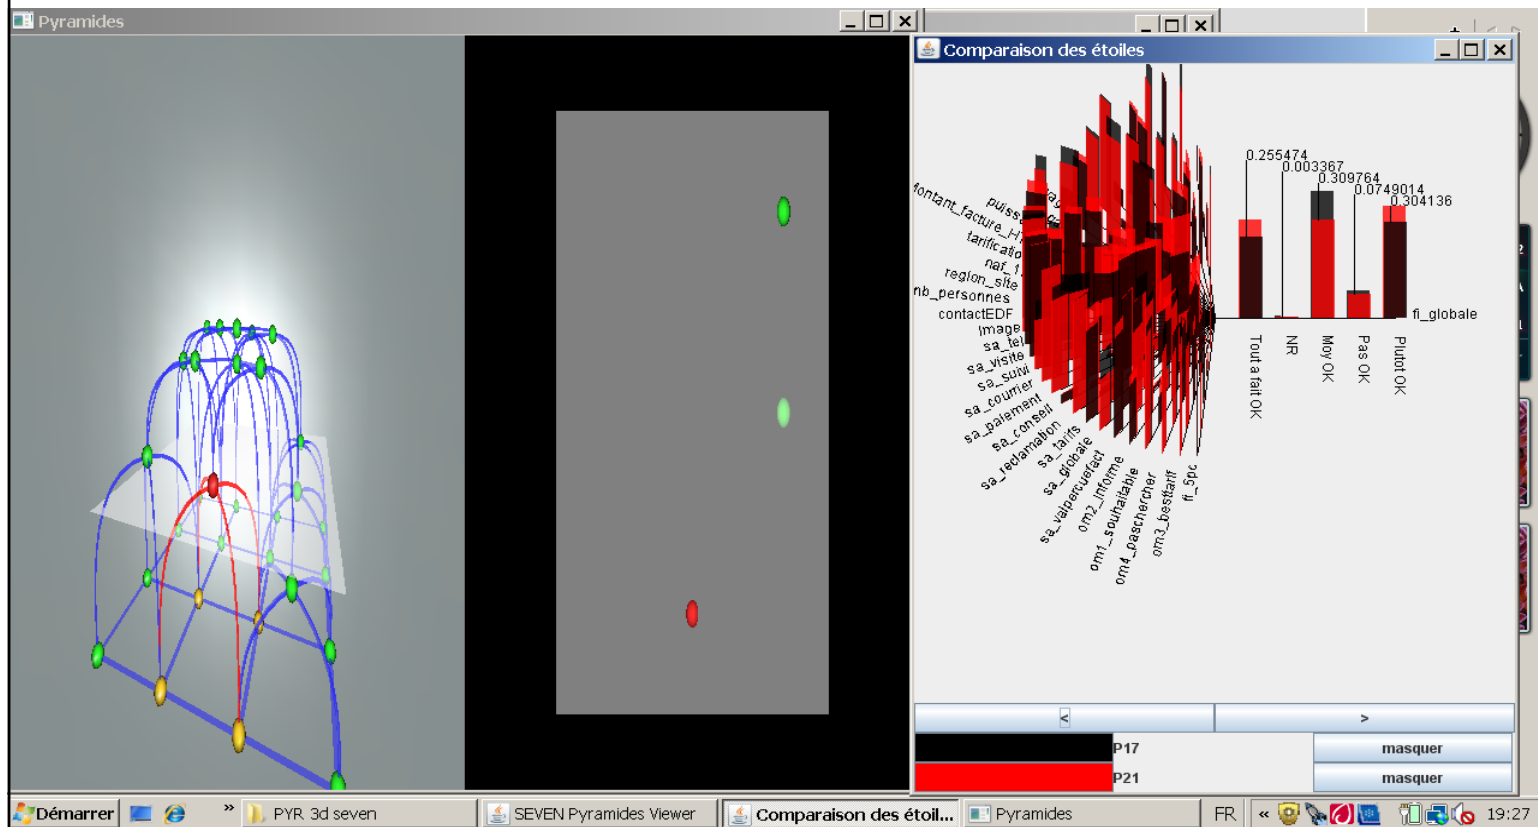 Pyramides
Comparaison des étoiles
0.255474
0.003367
0.309764
0.0749014
0.304136
fi_globale
Tout a fait OK
NR
Moy OK
Pas OK
Plutot OK
Montant_facture_H
tarificatio
naf_1
region_site
nb_personnes
contactEDF
Image
sa_tel
sa_visite
sa_suivi
sa_courrier
sa_paiement
sa_conseil
sa_reclamation
sa_tarifs
sa_globale
sa_valpercuefact
om2_informe
om1_souhaitable
om4_paschercher
om3_besttarif
fi_5pc
<
>
P17
masquer
P21
masquer
Démarrer
»
PYR 3d seven
SEVEN Pyramides Viewer
Comparaison des étoil...
Pyramides
FR
«
19:27